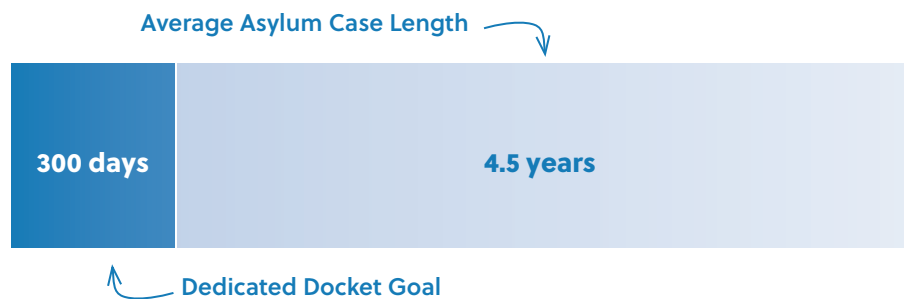 Average Asylum Case Length
300 days
4.5 years
Dedicated Docket Goal